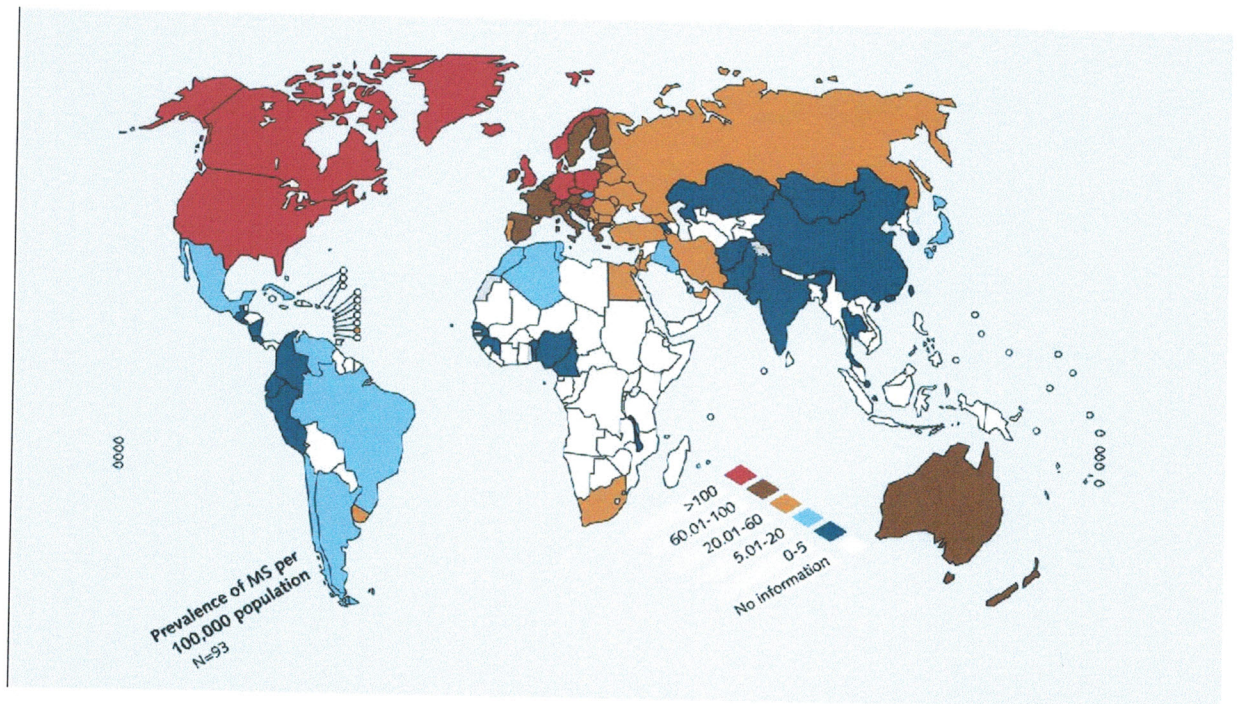 Prevalence of MS per
100,000 population
N=93
>100
60.01-100
20.01-60
5.01-20
0-5
No information